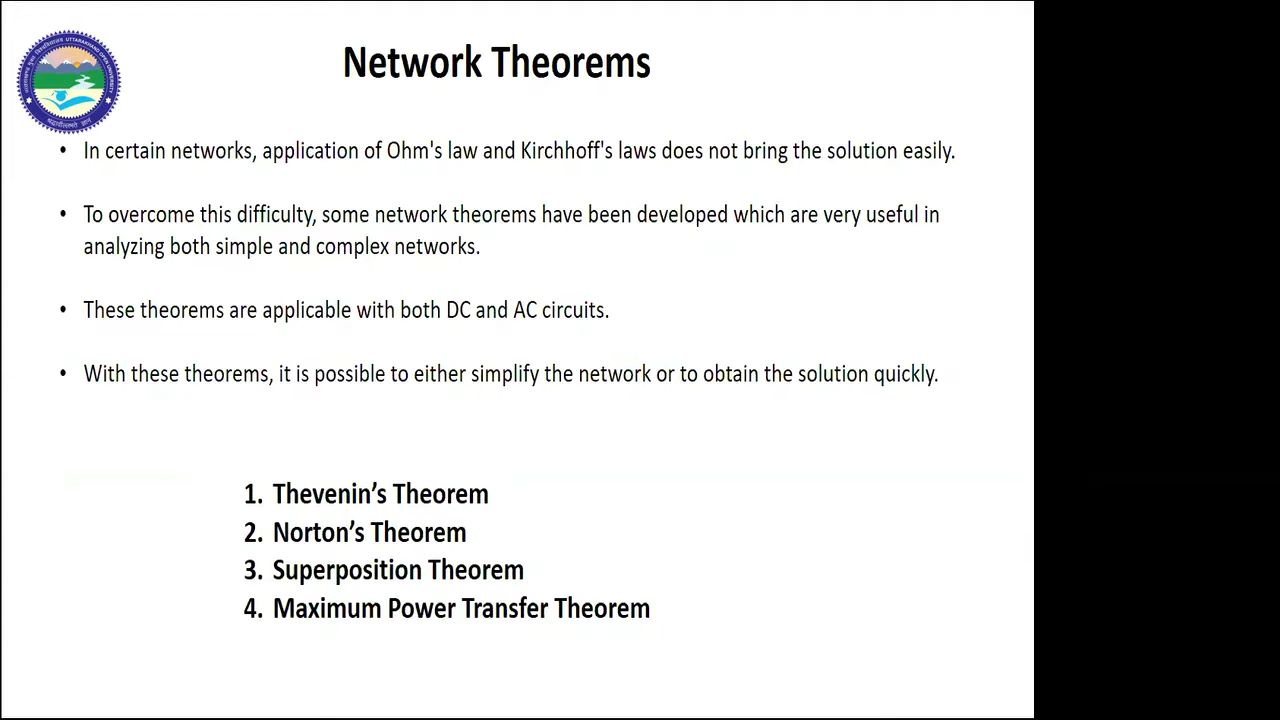 Network Theorems
UTTARAKHAND OPEN UNIVERSITY
• In certain networks, application of Ohm's law and Kirchhoff's laws does not bring the solution easily.
• To overcome this difficulty, some network theorems have been developed which are very useful in
analyzing both simple and complex networks.
• These theorems are applicable with both DC and AC circuits.
• With these theorems, it is possible to either simplify the network or to obtain the solution quickly.
1. Thevenin’s Theorem
2. Norton’s Theorem
3. Superposition Theorem
4. Maximum Power Transfer Theorem